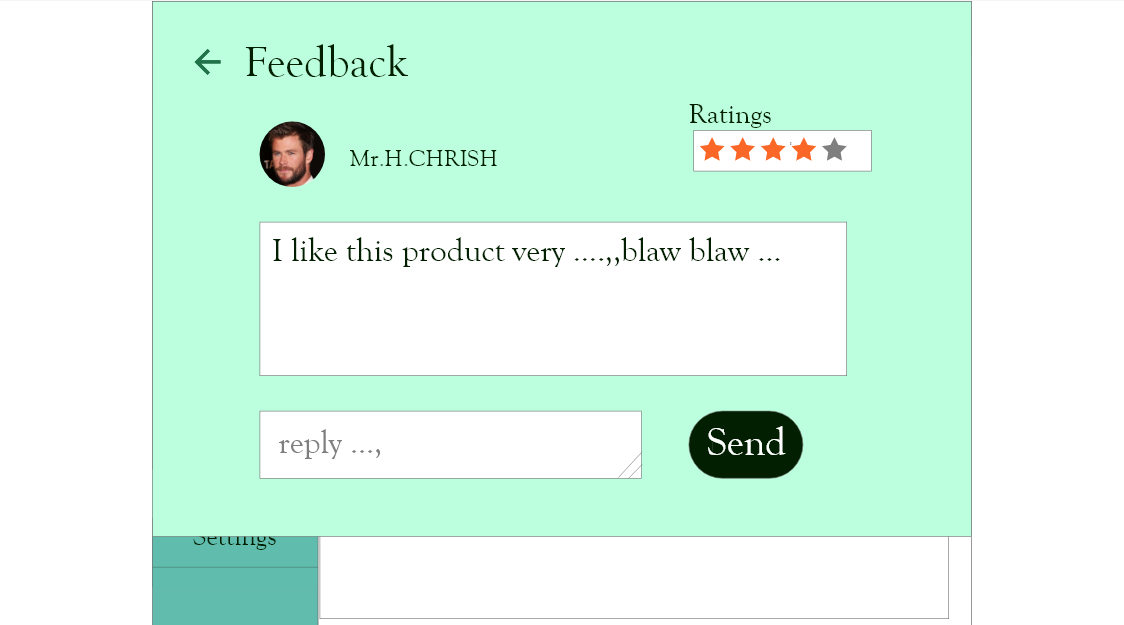 Feedback
Ratings
Mr.H.CHRISH
I like this product very ....,,blaw blaw ...
reply ...,
Send
Settings